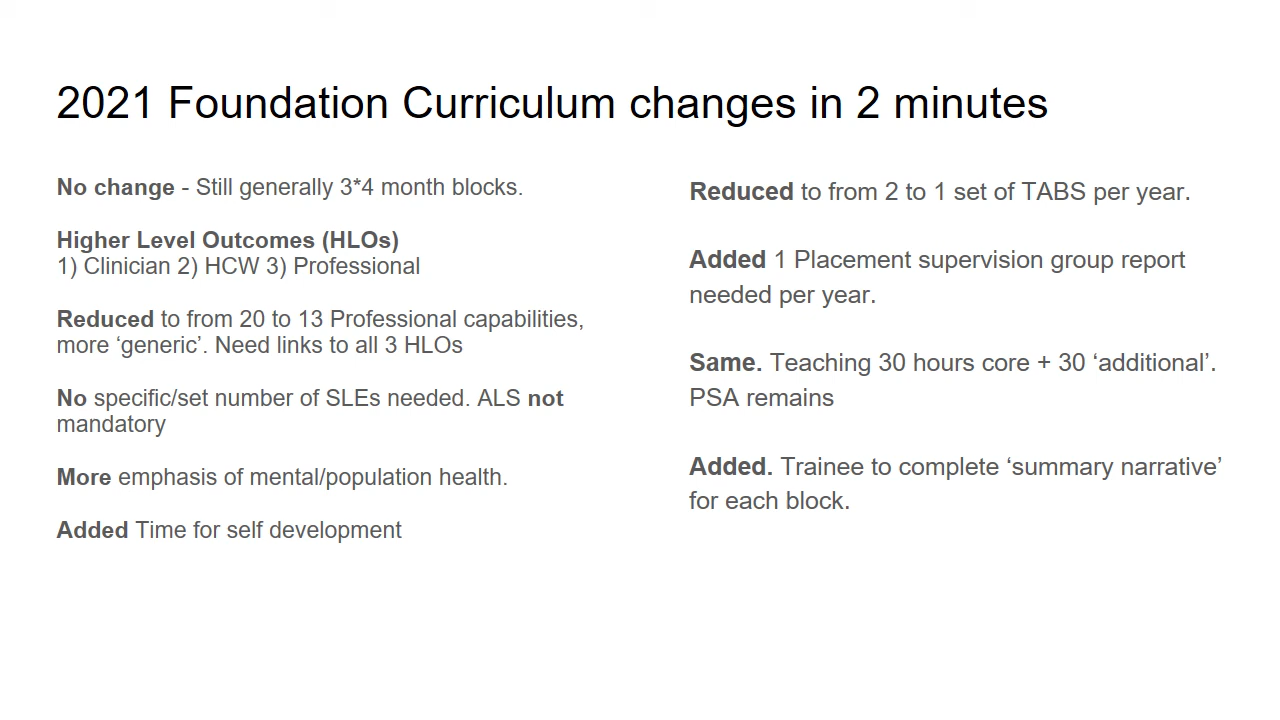 2021 Foundation Curriculum changes in 2 minutes
No change - Still generally 3*4 month blocks.
Higher Level Outcomes (HLOs)
1) Clinician 2) HCW 3) Professional
Reduced to from 20 to 13 Professional capabilities,
more ‘generic’. Need links to all 3 HLOs
No specific/set number of SLEs needed. ALS not
mandatory
More emphasis of mental/population health.
Added Time for self development
Reduced to from 2 to 1 set of TABS per year.
Added 1 Placement supervision group report
needed per year.
Same. Teaching 30 hours core + 30 ‘additional’.
PSA remains
Added. Trainee to complete ‘summary narrative’
for each block.